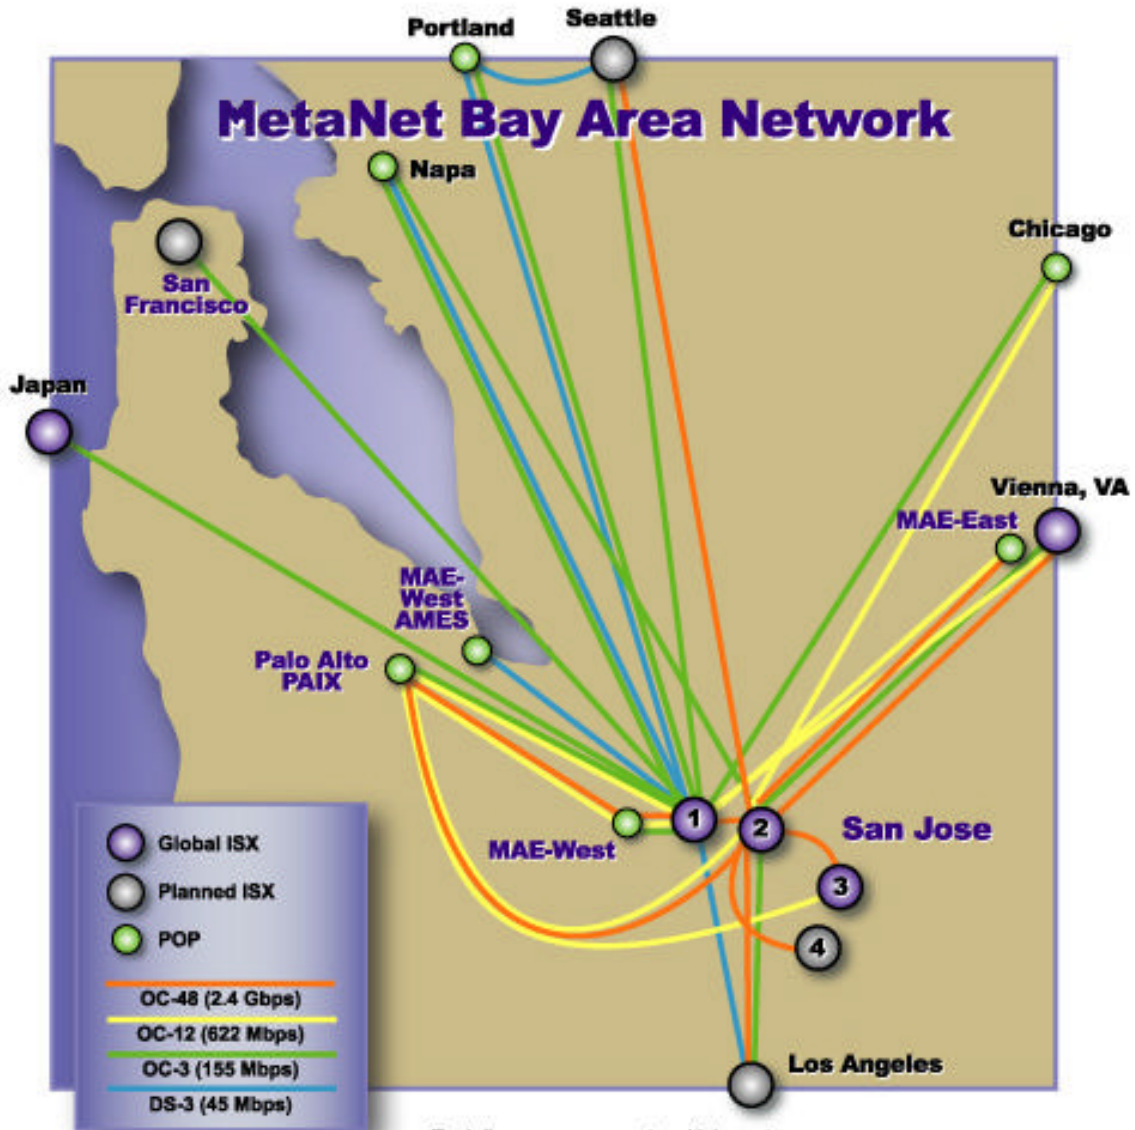 Portland
Seattle
MetaNet Bay Area Network
Napa
Chicago
San
Francisco
Japan
Vienna, VA
MAE-East
MAE-
West
AMES
Palo Alto
PAIX
1
2
San Jose
MAE-West
3
4
Global ISX
Planned ISX
POP
OC-48 (2.4 Gbps)
OC-12 (622 Mbps)
OC-3 (155 Mbps)
DS-3 (45 Mbps)
Los Angeles